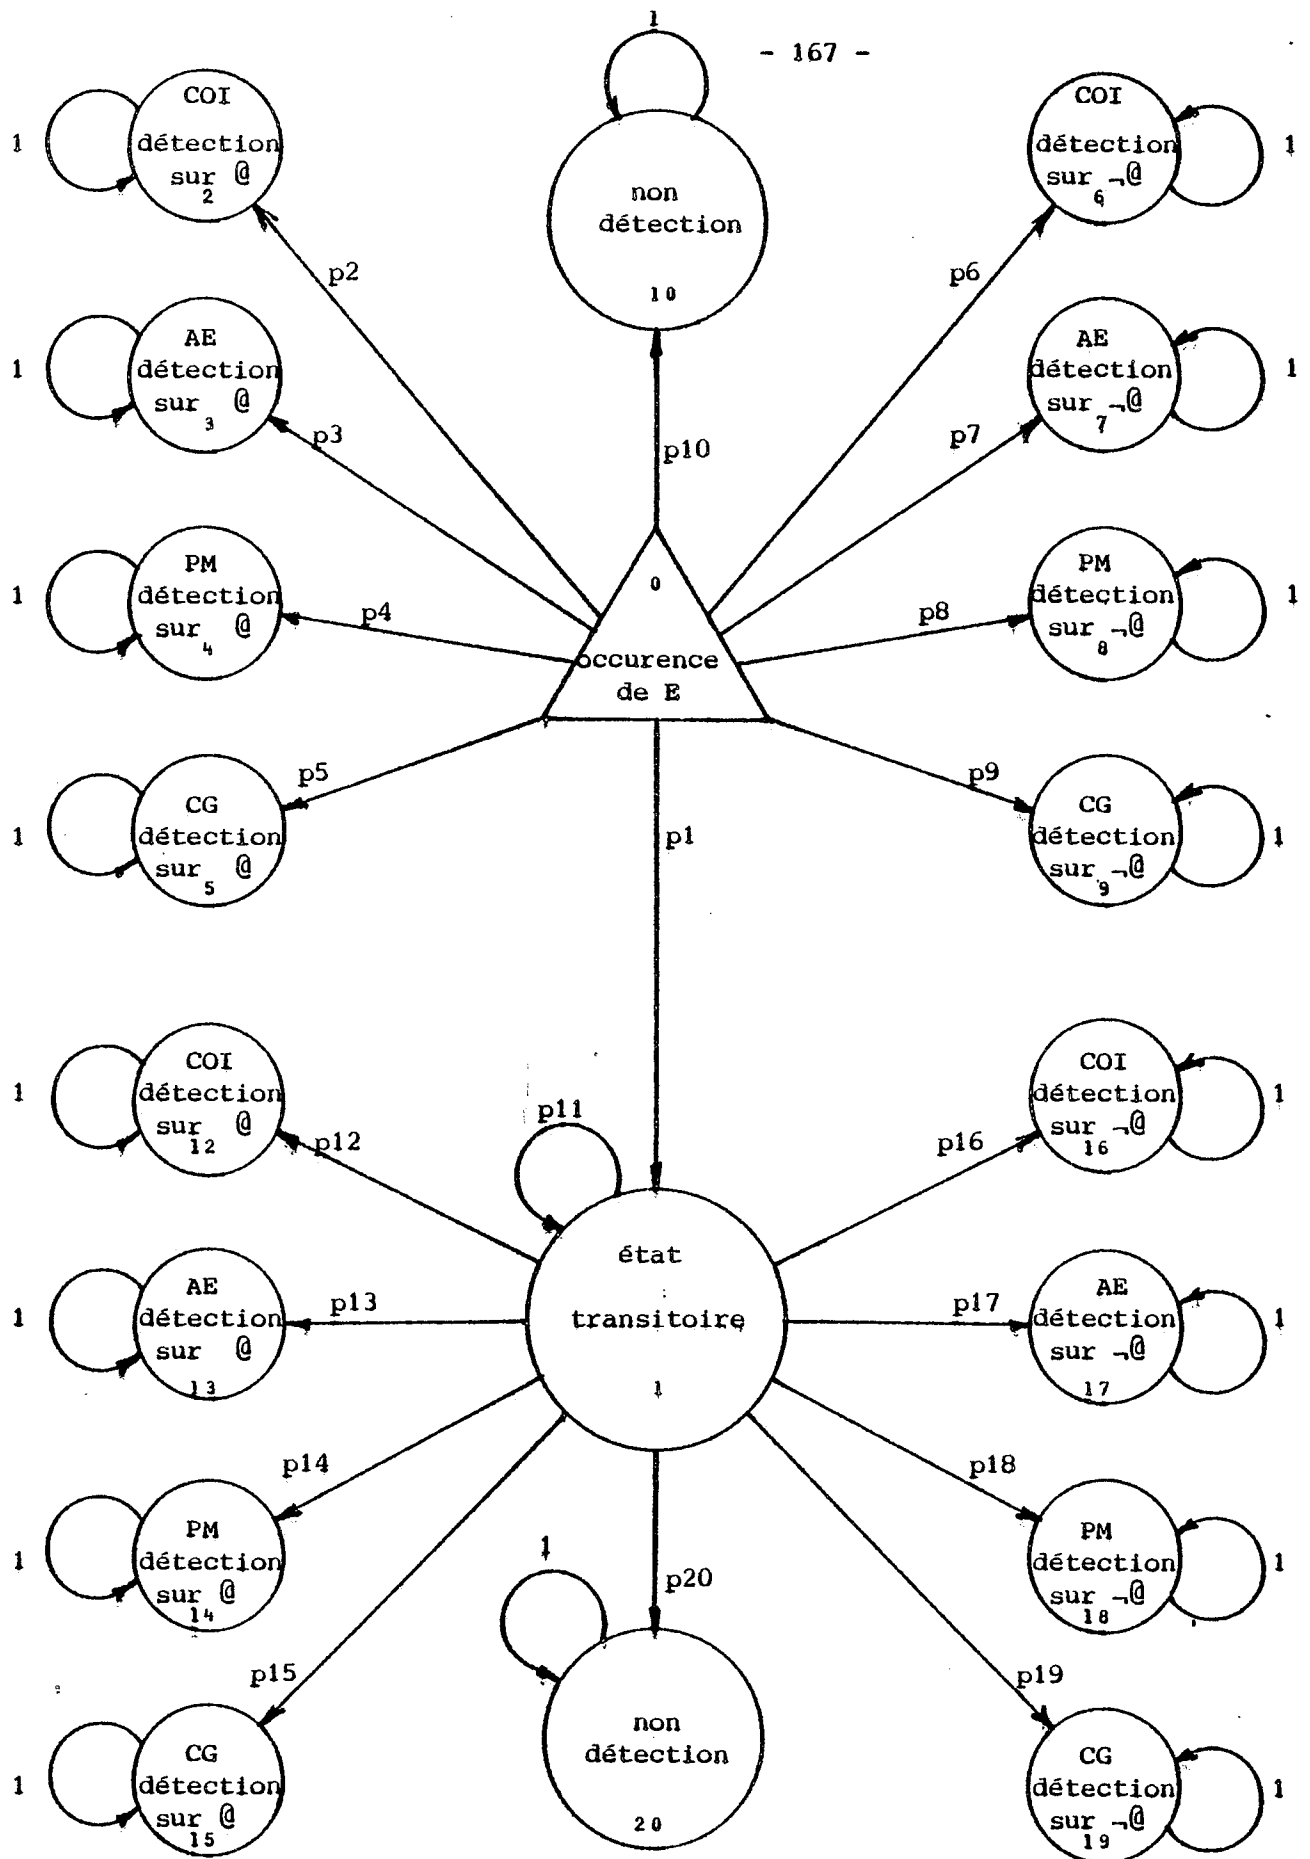 - 167 -
1
COI
détection
sur @
2
1
non
détection
10
COI
détection
sur ¬@
6
1
1
p2
p6
AE
détection
sur @
3
1
AE
détection
sur ¬@
7
1
p3
p10
p7
PM
détection
sur @
4
1
p4
0
occurence
de E
p8
PM
détection
sur ¬@
8
1
CG
détection
sur @
5
1
p5
p1
p9
CG
détection
sur ¬@
9
1
COI
détection
sur @
12
1
p12
p11
p16
COI
détection
sur ¬@
16
1
AE
détection
sur @
13
1
p13
état
transitoire
1
p17
AE
détection
sur ¬@
17
1
p14
p18
PM
détection
sur @
14
1
1
p20
PM
détection
sur ¬@
18
1
p15
p19
CG
détection
sur @
15
1
non
détection
20
CG
détection
sur ¬@
19
1